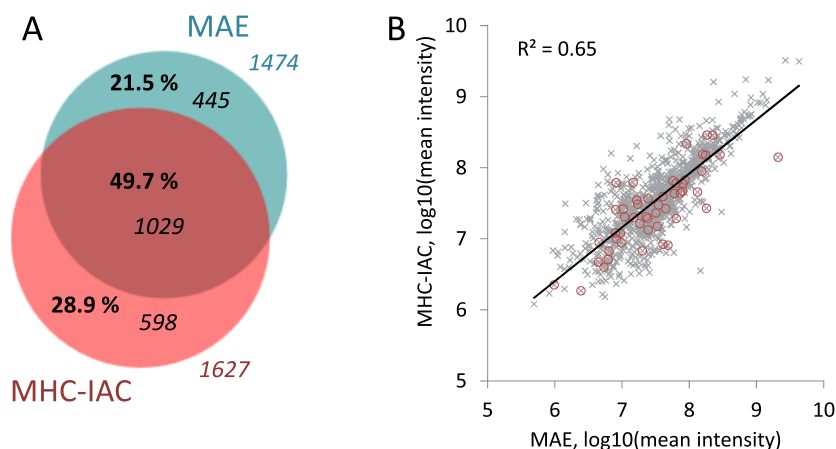 A
MAE
1474
21.5 %
445
49.7 %
1029
28.9 %
598
1627
MHC-IAC
B
R² = 0.65
MHC-IAC, log10(mean intensity)
10
9
8
7
6
5
5 6 7 8 9 10
MAE, log10(mean intensity)